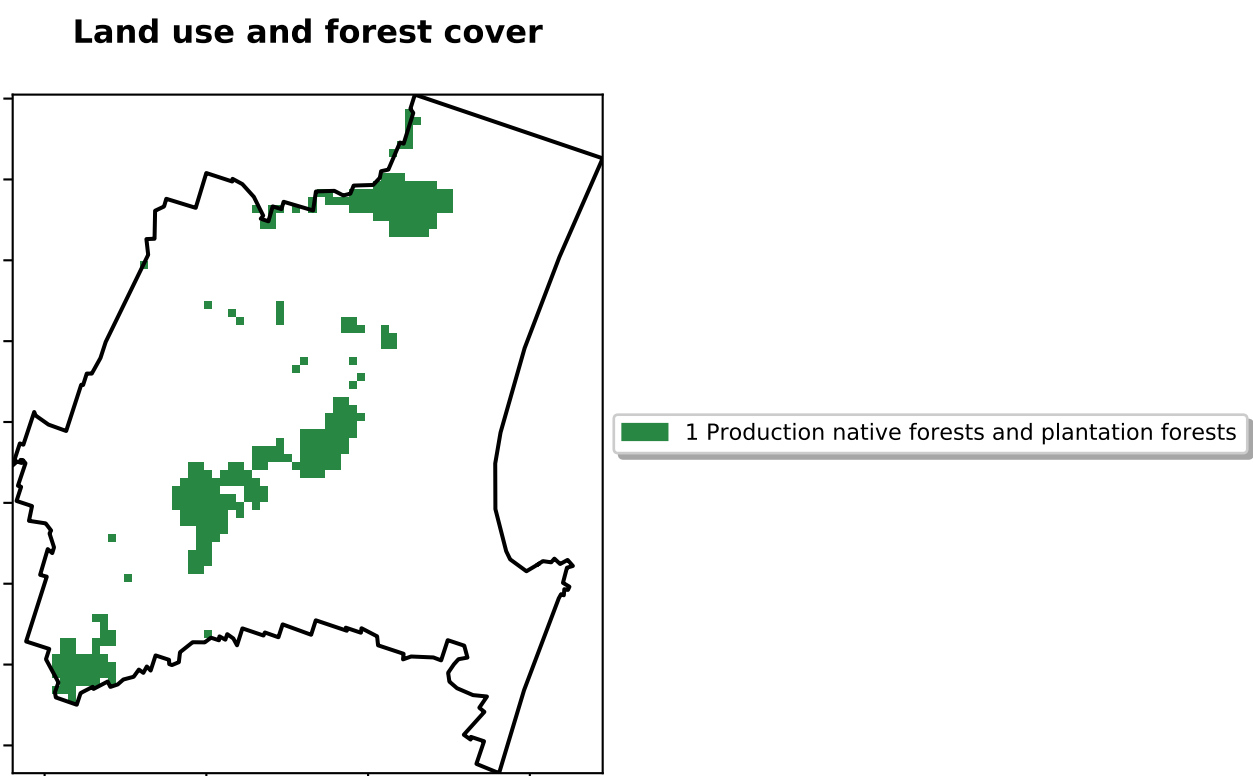 Land use and forest cover
1 Production native forests and plantation forests